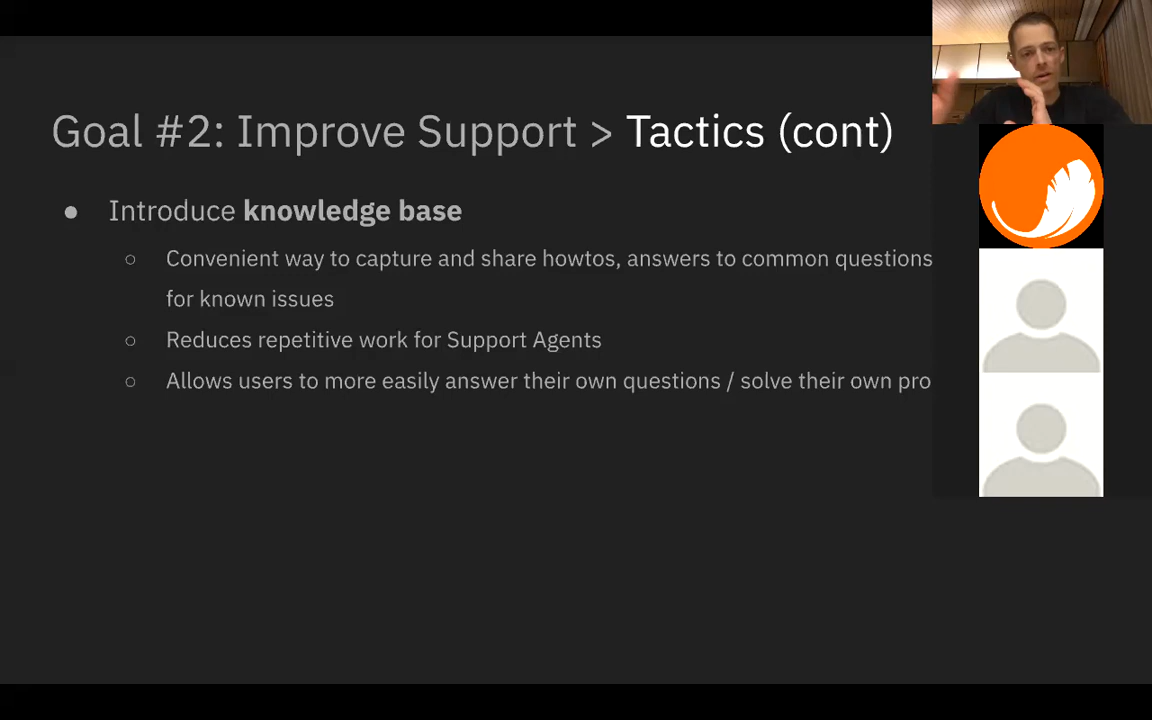 Goal #2: Improve Support > Tactics (cont)
● Introduce knowledge base
○ Convenient way to capture and share howtos, answers to common questions
for known issues
○ Reduces repetitive work for Support Agents
○ Allows users to more easily answer their own questions / solve their own pro